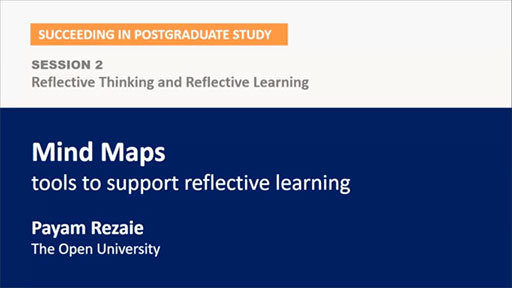 SUCCEEDING IN POSTGRADUATE STUDY
SESSION 2
Reflective Thinking and Reflective Learning
Mind Maps
tools to support reflective learning
Payam Rezaie
The Open University